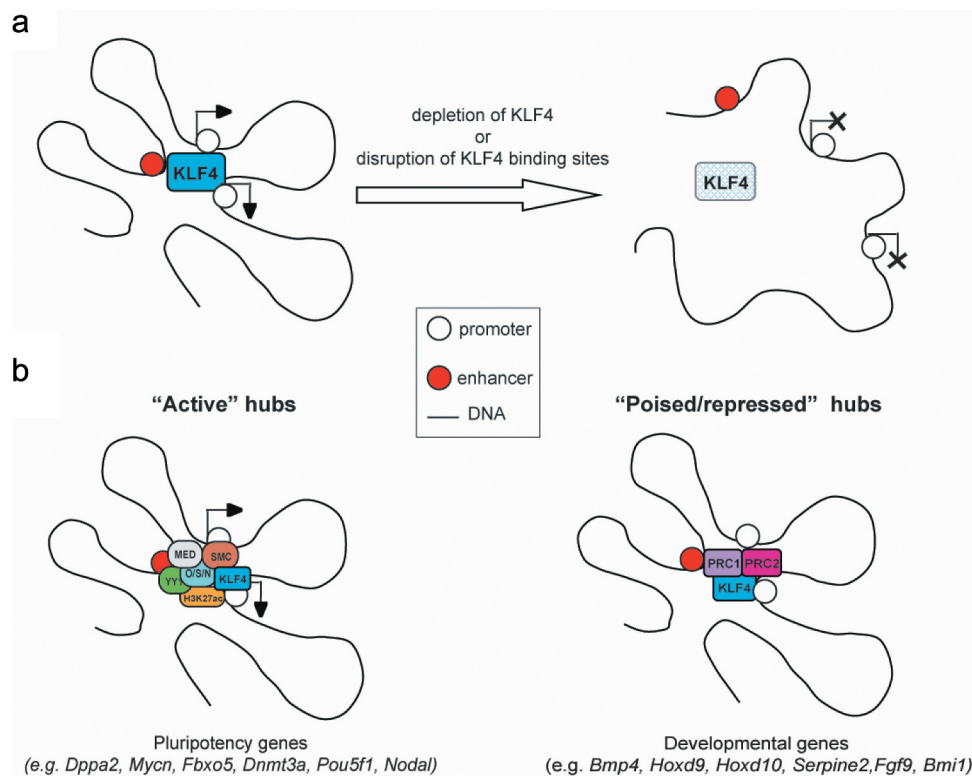 a
depletion of KLF4
or
disruption of KLF4 binding sites
KLF4
KLF4
promoter
enhancer
DNA
b
“Active” hubs
“Poised/repressed” hubs
MED
SMC
O/S/N
YY1
KLF4
H3K27ac
PRC1
PRC2
KLF4
Pluripotency genes
(e.g. Dppa2, Mycn, Fbxo5, Dnmt3a, Pou5f1, Nodal)
Developmental genes
(e.g. Bmp4, Hoxd9, Hoxd10, Serpine2,Fgf9, Bmi1)